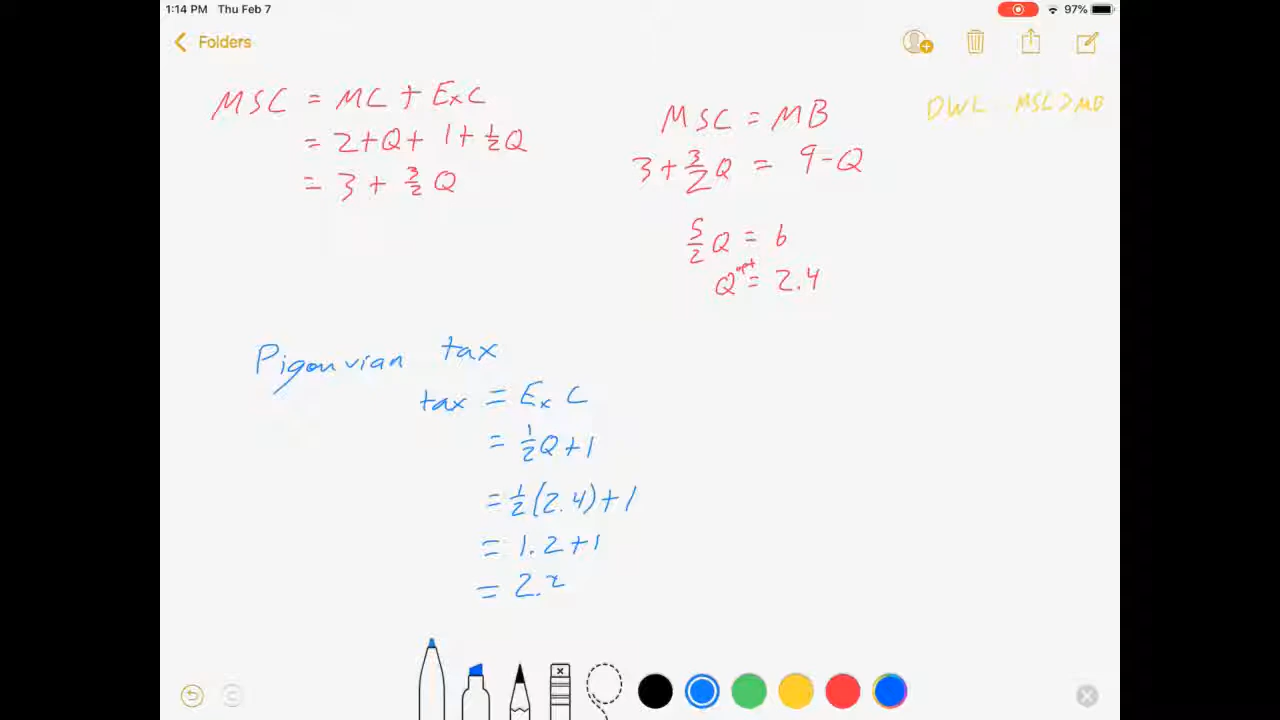 1:14 PM Thu Feb 7
97%
Folders
MSC = MC + ExC
= 2+Q+ 1+ ½Q
= 3 + 3/2 Q
MSC = MB
3 + 3/2 Q = 9-Q
5/2 Q = 6
Q^opt = 2.4
DWL MSC > MB
Pigouvian tax
tax = Ex C
= ½Q +1
= ½(2.4)+1
= 1.2+1
= 2.2